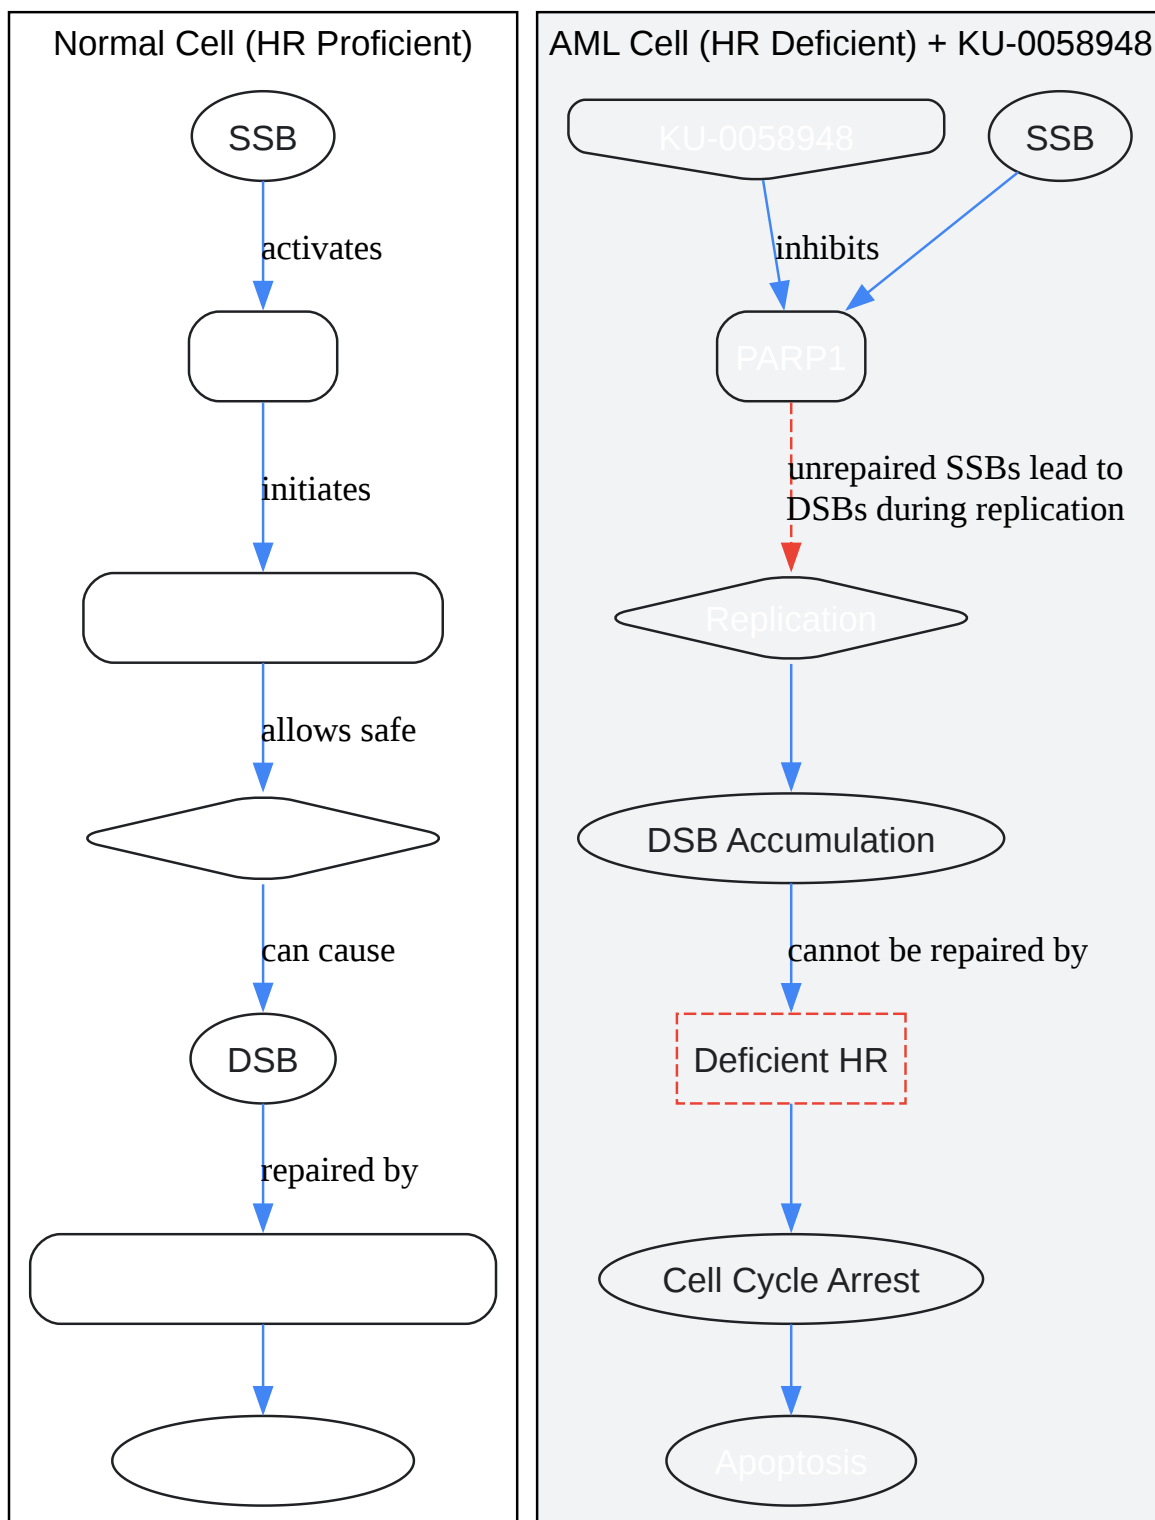 Normal Cell (HR Proficient)
SSB
activates
initiates
allows safe
can cause
DSB
repaired by
AML Cell (HR Deficient) + KU-0058948
KU-0058948
SSB
inhibits
PARP1
unrepaired SSBs lead to
DSBs during replication
Replication
DSB Accumulation
cannot be repaired by
Deficient HR
Cell Cycle Arrest
Apoptosis